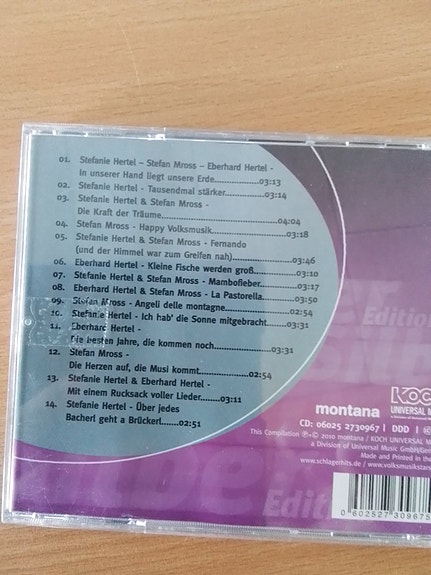 01. Stefanie Hertel – Stefan Mross – Eberhard Hertel -
In unserer Hand liegt unsere Erde..................03:13
02. Stefanie Hertel - Tausendmal stärker..........03:14
03. Stefanie Hertel & Stefan Mross -
Die Kraft der Träume..............................04:04
04. Stefan Mross - Happy Volksmusik..................03:18
05. Stefanie Hertel & Stefan Mross - Fernando
(und der Himmel war zum Greifen nah)...............03:46
06. Eberhard Hertel - Kleine Fische werden groß.........03:10
07. Stefanie Hertel & Stefan Mross - Mambofieber.........03:17
08. Eberhard Hertel & Stefan Mross - La Pastorella........03:50
09. Stefan Mross - Angeli delle montagne...........02:54
10. Stefanie Hertel - Ich hab' die Sonne mitgebracht.......03:31
11. Eberhard Hertel -
Die besten Jahre, die kommen noch...............03:31
12. Stefan Mross -
Die Herzen auf, die Musi kommt...........02:54
13. Stefanie Hertel & Eberhard Hertel -
Mit einem Rucksack voller Lieder.......03:11
14. Stefanie Hertel - Über jedes
Bacherl geht a Brückerl.......02:51
Edition
montana
KOCH
UNIVERSAL M
CD: 06025 2730967 | DDD |
This Compilation ℗+© 2010 montana / KOCH UNIVERSAL M
a Division of Universal Music GmbH/Ger
Made and Printed in the
www.schlagerhits.de / www.volksmusikstars
Edition
0 602527 309675